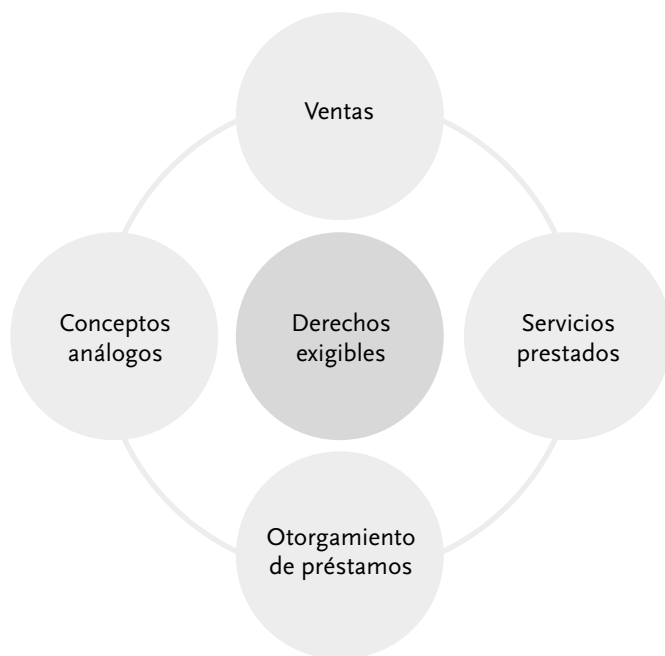 Ventas
Conceptos
análogos
Derechos
exigibles
Servicios
prestados
Otorgamiento
de préstamos